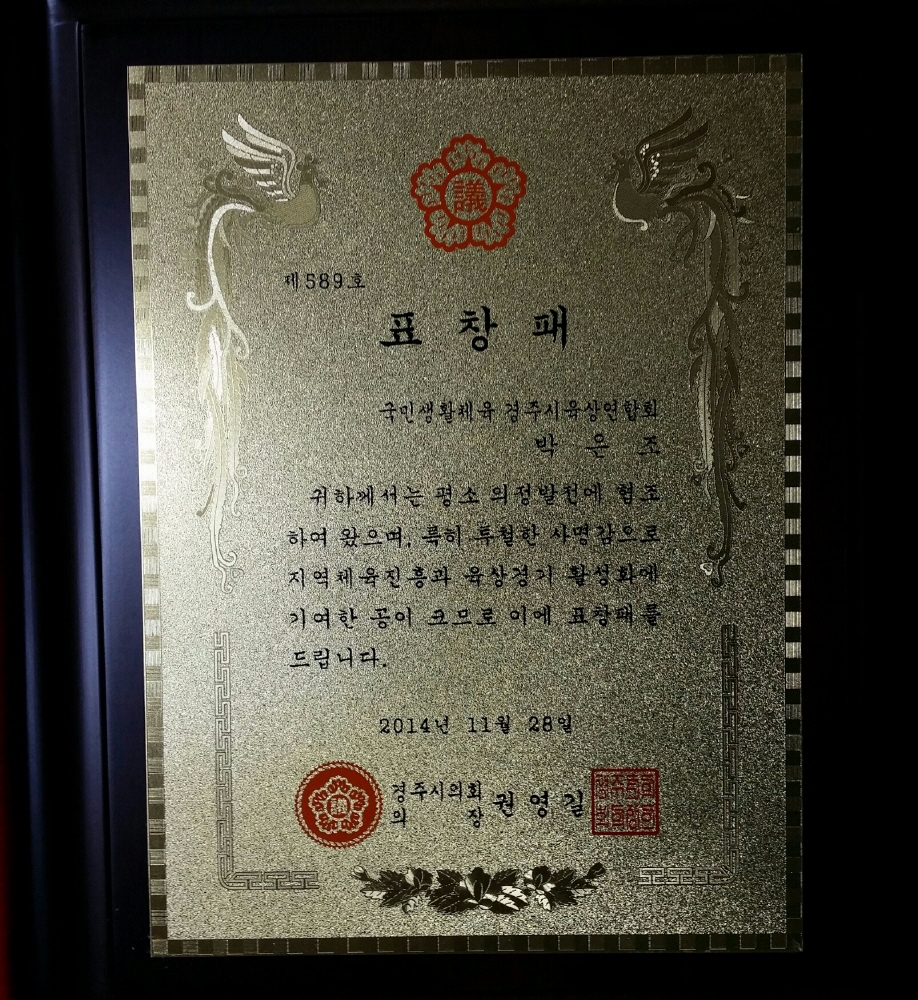 議
제589호
표 창 패
국민생활체육 경주시육상연합회
박 은 조
귀하께서는 평소 의정발전에 협조
하여 왔으며, 특히 투철한 사명감으로
지역체육진흥과 육상경기 활성화에
기여한 공이 크므로 이에 표창패를
드립니다.
2014년 11월 28일
경주시의회
의 장 권영길